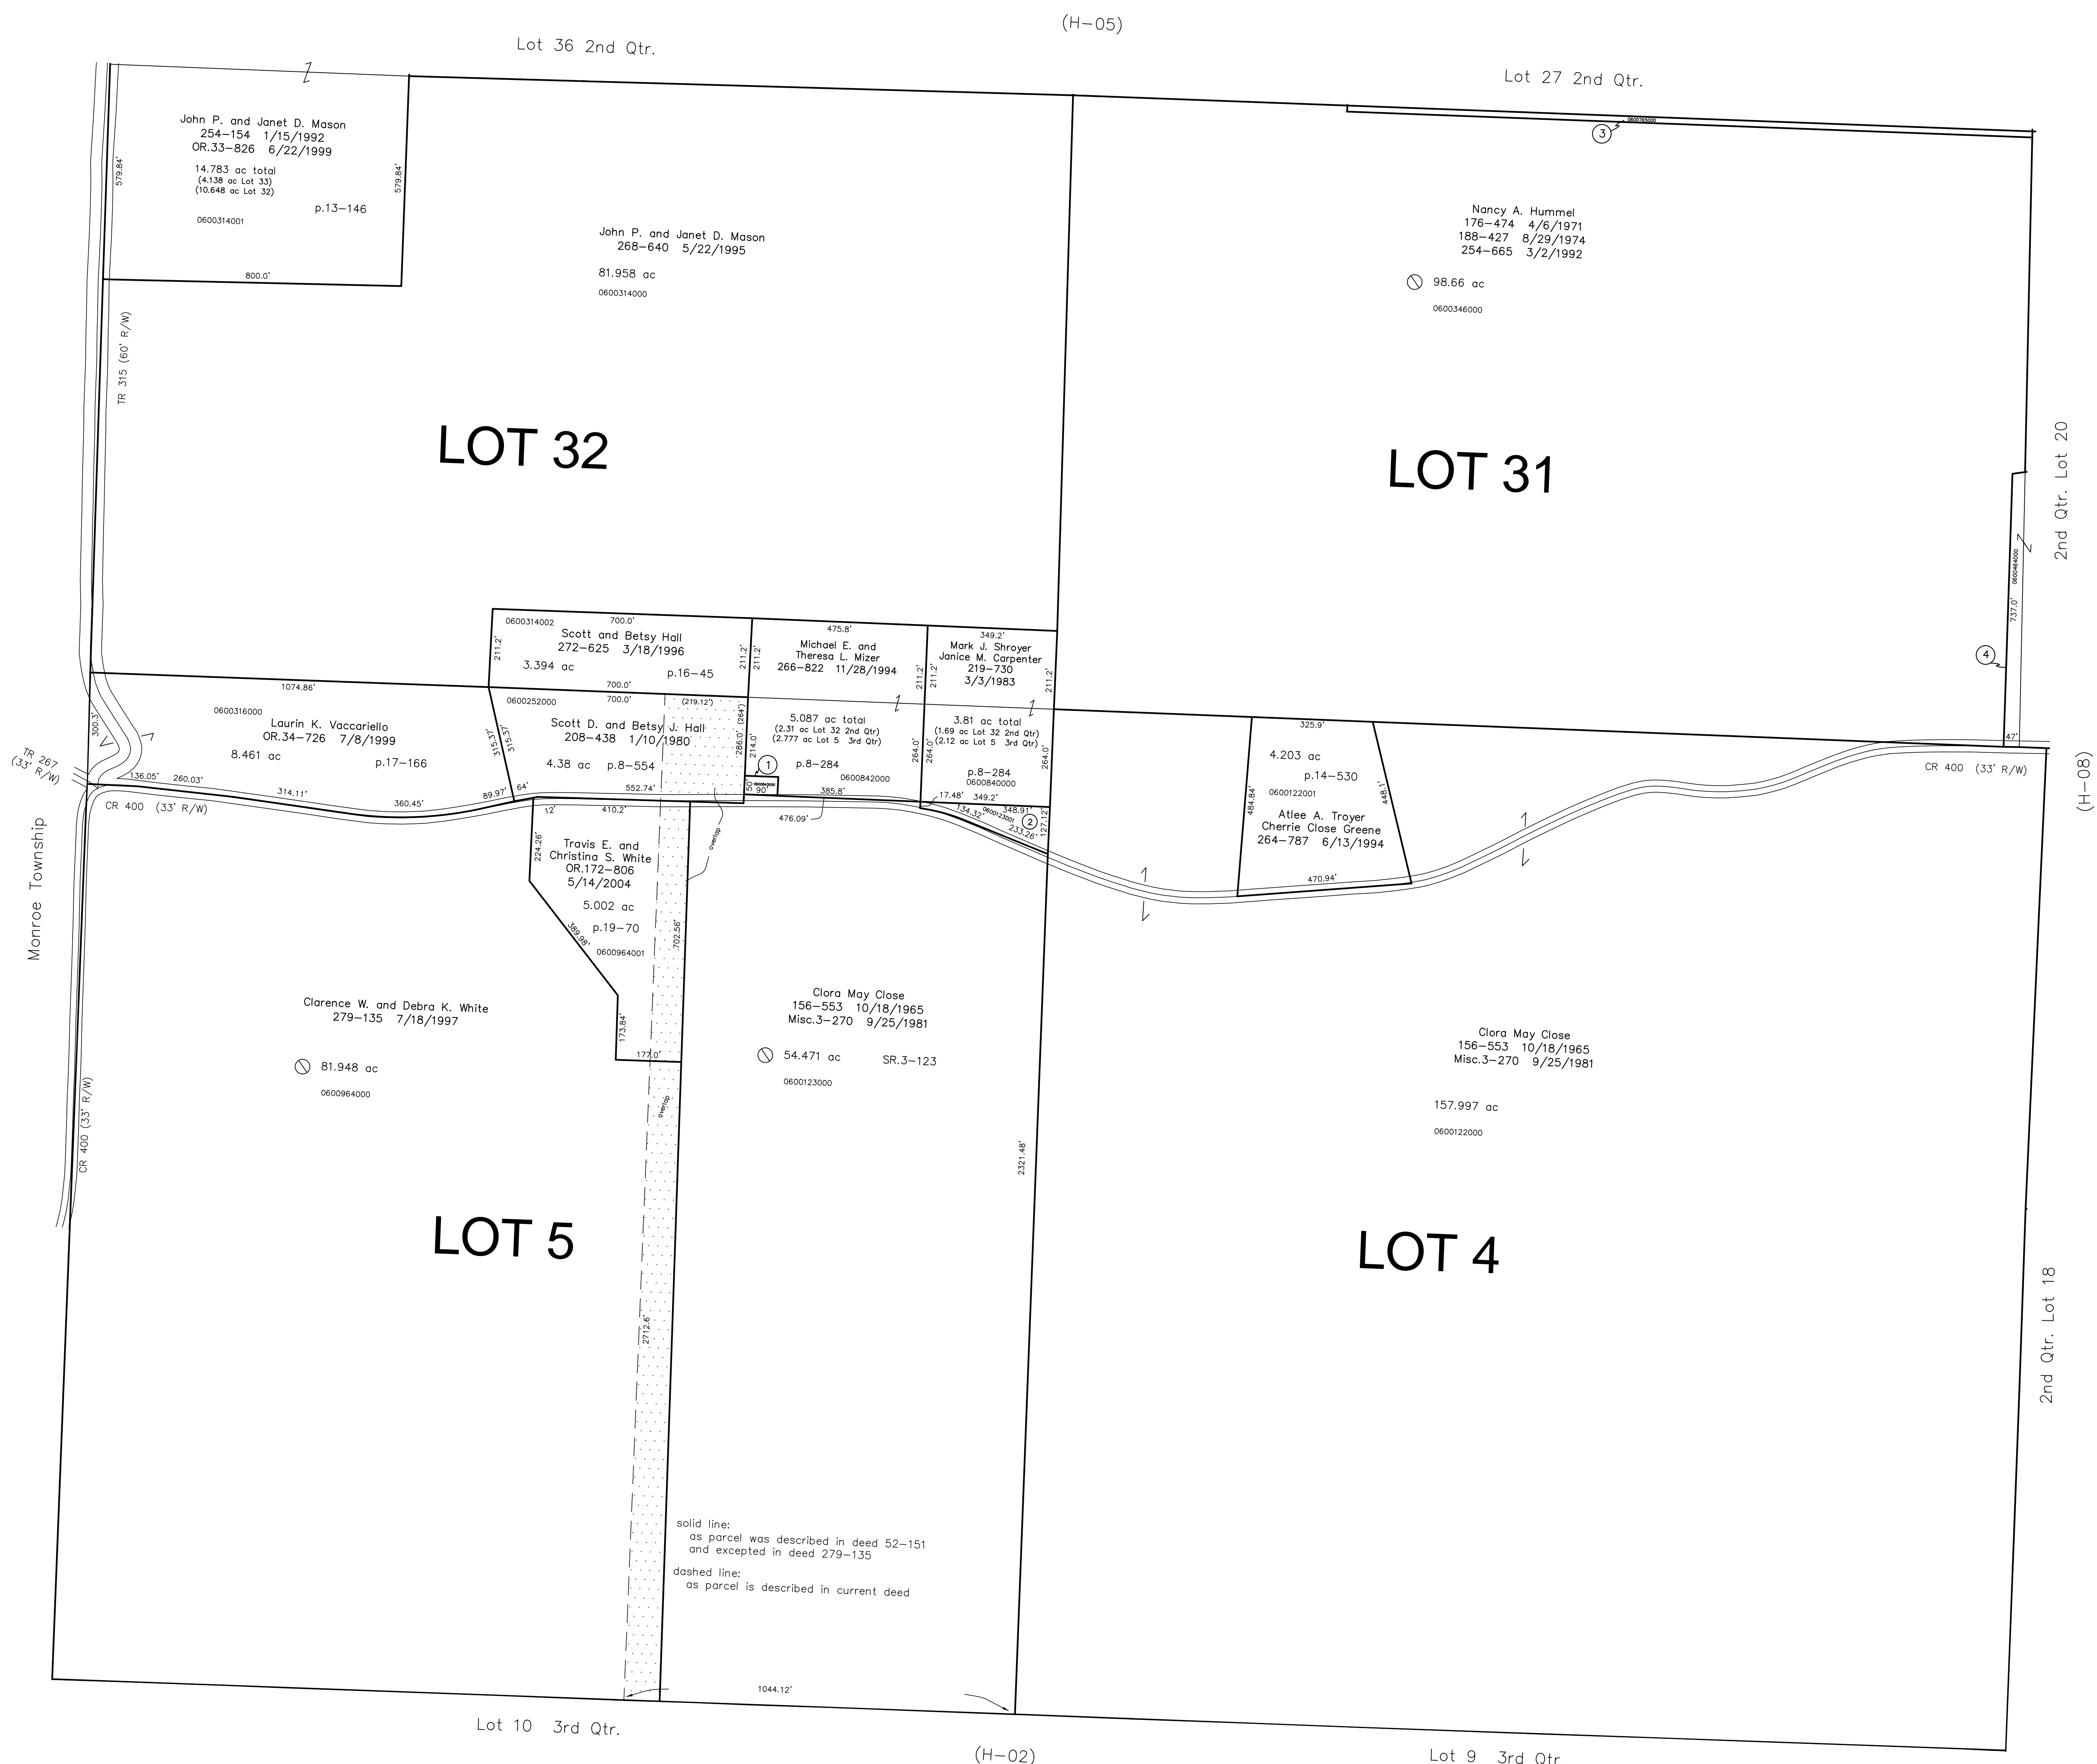 (H-05)
Lot 36 2nd Qtr.
Lot 27 2nd Qtr.
John P. and Janet D. Mason
254-154 1/15/1992
OR.33-826 6/22/1999
14.783 ac total
(4.138 ac Lot 33)
(10.648 ac Lot 32)
p.13-146
0600314001
579.84'
579.84'
800.0'
TR 315 (60' R/W)
John P. and Janet D. Mason
268-640 5/22/1995
81.958 ac
0600314000
LOT 32
3
Nancy A. Hummel
176-474 4/6/1971
188-427 8/29/1974
254-665 3/2/1992
98.66 ac
0600346000
LOT 31
2nd Qtr. Lot 20
0600464000
737.0'
4
47'
0600314002
700.0'
Scott and Betsy Hall
272-625 3/18/1996
3.394 ac
p.16-45
211.2'
211.2'
700.0'
475.8'
Michael E. and
Theresa L. Mizer
266-822 11/28/1994
211.2'
211.2'
5.087 ac total
(2.31 ac Lot 32 2nd Qtr)
(2.777 ac Lot 5 3rd Qtr)
p.8-284
0600842000
214.0'
264.0'
349.2'
Mark J. Shroyer
Janice M. Carpenter
219-730
3/3/1983
211.2'
211.2'
3.81 ac total
(1.69 ac Lot 32 2nd Qtr)
(2.12 ac Lot 5 3rd Qtr)
p.8-284
0600840000
264.0'
264.0'
1074.86'
0600316000
Laurin K. Vaccariello
OR.34-726 7/8/1999
8.461 ac
p.17-166
300.3'
315.37'
315.37'
0600252000
700.0'
(219.12')
(264')
286.0'
Scott D. and Betsy J. Hall
208-438 1/10/1980
4.38 ac p.8-554
552.74'
1
50'
90'
385.8'
17.48'
349.2'
348.91'
134.32'
0600123001
233.26'
2
127.12'
TR 267
(33' R/W)
136.05'
260.03'
314.11'
360.45'
89.97'
64'
12'
410.2'
476.09'
overlap
CR 400 (33' R/W)
325.9'
4.203 ac
p.14-530
0600122001
Atlee A. Troyer
Cherrie Close Greene
264-787 6/13/1994
484.84'
448.1'
470.94'
CR 400 (33' R/W)
(H-08)
Monroe Township
Travis E. and
Christina S. White
OR.172-806
5/14/2004
5.002 ac
p.19-70
0600964001
224.26'
389.98'
173.84'
177.0'
702.56'
Clarence W. and Debra K. White
279-135 7/18/1997
81.948 ac
0600964000
CR 400 (33' R/W)
LOT 5
overlap
2712.6'
Clora May Close
156-553 10/18/1965
Misc.3-270 9/25/1981
54.471 ac
SR.3-123
0600123000
2321.48'
Clora May Close
156-553 10/18/1965
Misc.3-270 9/25/1981
157.997 ac
0600122000
LOT 4
2nd Qtr. Lot 18
solid line:
as parcel was described in deed 52-151
and excepted in deed 279-135
dashed line:
as parcel is described in current deed
1044.12'
Lot 10 3rd Qtr.
(H-02)
Lot 9 3rd Qtr